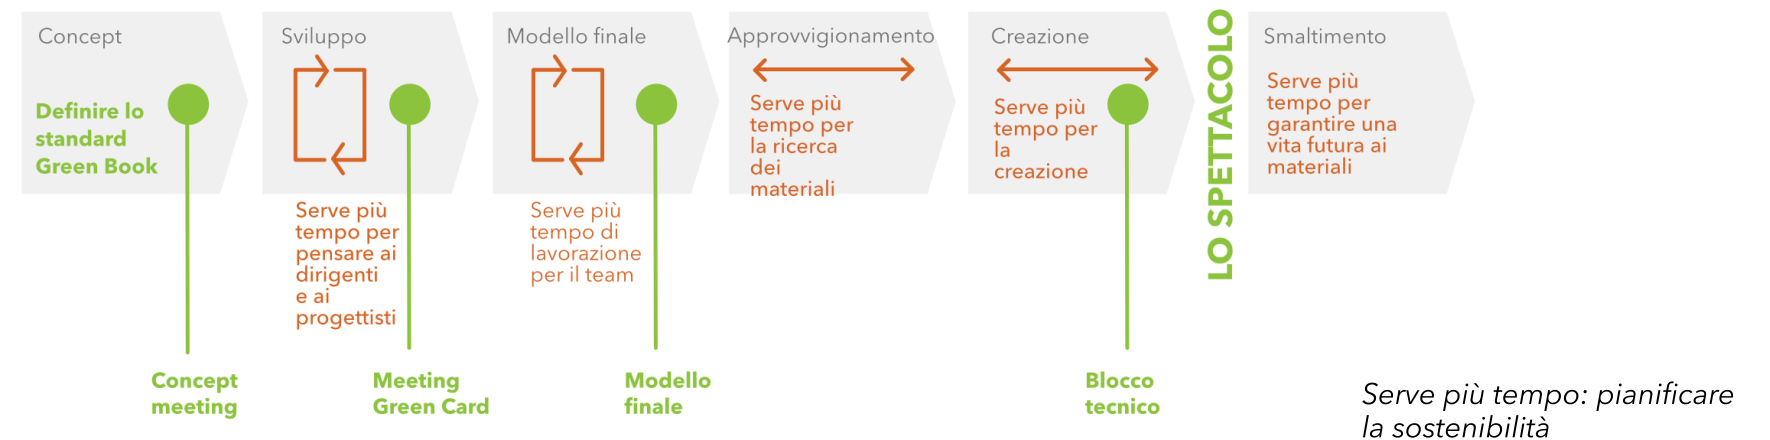 Concept
Definire lo
standard
Green Book
Concept
meeting
Sviluppo
Serve più
tempo per
pensare ai
dirigenti
e ai
progettisti
Meeting
Green Card
Modello finale
Serve più
tempo di
lavorazione
per il team
Modello
finale
Approvvigionamento
Serve più
tempo per
la ricerca
dei
materiali
Creazione
Serve più
tempo per
la
creazione
Blocco
tecnico
LO SPETTACOLO
Smaltimento
Serve più
tempo per
garantire una
vita futura ai
materiali
Serve più tempo: pianificare
la sostenibilità